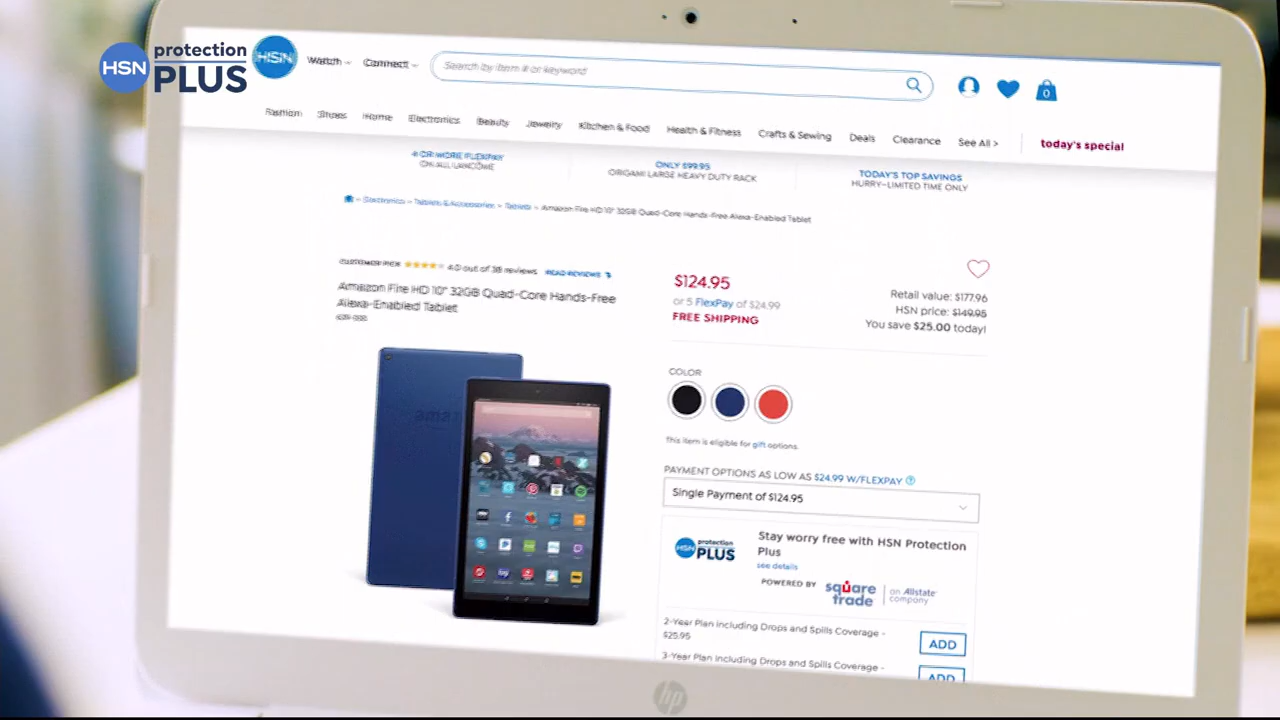 HSN protection
PLUS
HSN
Watch
Connect
Search by item # or keyword
0
Fashion
Shoes
Home
Electronics
Beauty
Jewelry
Kitchen & Food
Health & Fitness
Crafts & Sewing
Deals
Clearance
See All >
today's special
4 OR MORE FLEXPAY
ON ALL LANCOME
ONLY $99.95
ORIGAMI LARGE HEAVY DUTY RACK
TODAY'S TOP SAVINGS
HURRY–LIMITED TIME ONLY
> Electronics > Tablets & Accessories > Tablets > Amazon Fire HD 10" 32GB Quad-Core Hands-Free Alexa-Enabled Tablet
CUSTOMER PICK
4.0 out of 38 reviews
READ REVIEWS
Amazon Fire HD 10" 32GB Quad-Core Hands-Free
Alexa-Enabled Tablet
$124.95
or 5 FlexPay of $24.99
FREE SHIPPING
Retail value: $177.96
HSN price: $149.95
You save $25.00 today!
COLOR
This item is eligible for gift options.
PAYMENT OPTIONS AS LOW AS $24.99 W/FLEXPAY ?
Single Payment of $124.95
HSN protection
PLUS
Stay worry free with HSN Protection
Plus
see details
POWERED BY
square
trade
an Allstate
company
2-Year Plan including Drops and Spills Coverage -
$25.95
ADD
3-Year Plan including Drops and Spills Coverage -
ADD
hp